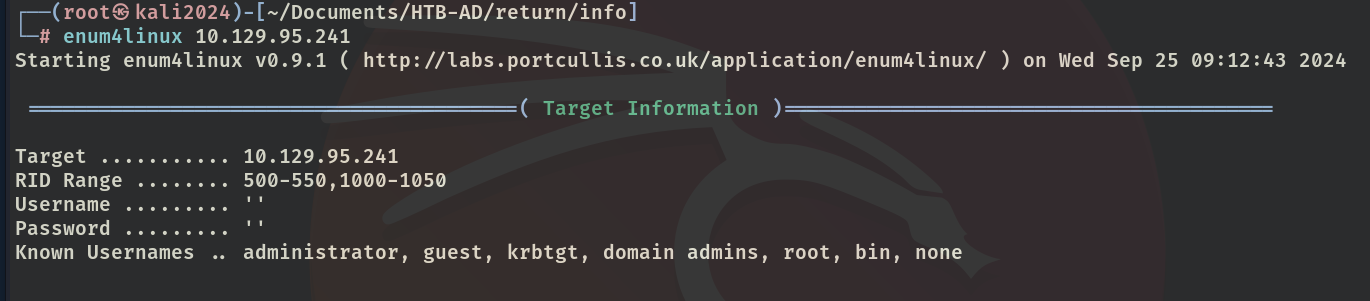 ┌──(root㉿kali2024)-[~/Documents/HTB-AD/return/info]
└─# enum4linux 10.129.95.241
Starting enum4linux v0.9.1 ( http://labs.portcullis.co.uk/application/enum4linux/ ) on Wed Sep 25 09:12:43 2024
=========================================( Target Information )=========================================
Target ........... 10.129.95.241
RID Range ........ 500-550,1000-1050
Username ......... ''
Password ......... ''
Known Usernames .. administrator, guest, krbtgt, domain admins, root, bin, none